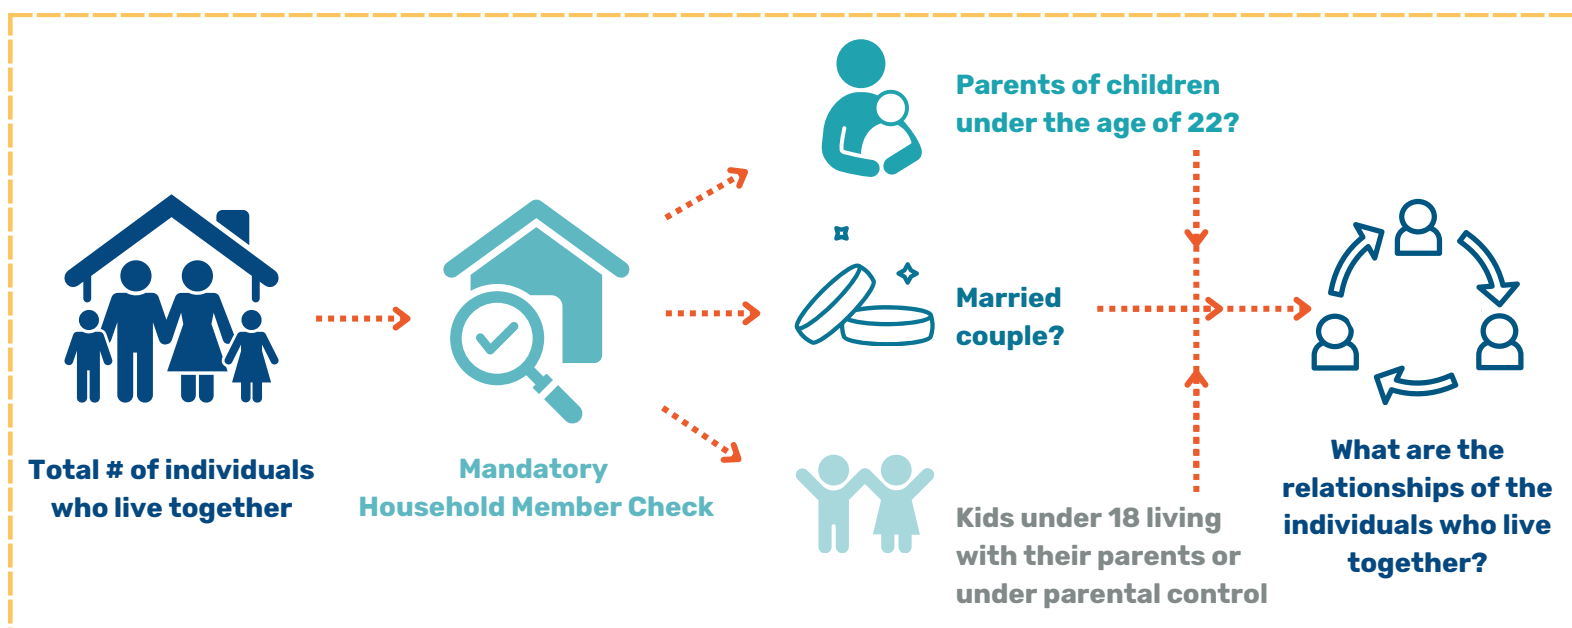 Total # of individuals
who live together
Mandatory
Household Member Check
Parents of children
under the age of 22?
Married
couple?
Kids under 18 living
with their parents or
under parental control
What are the
relationships of the
individuals who live
together?